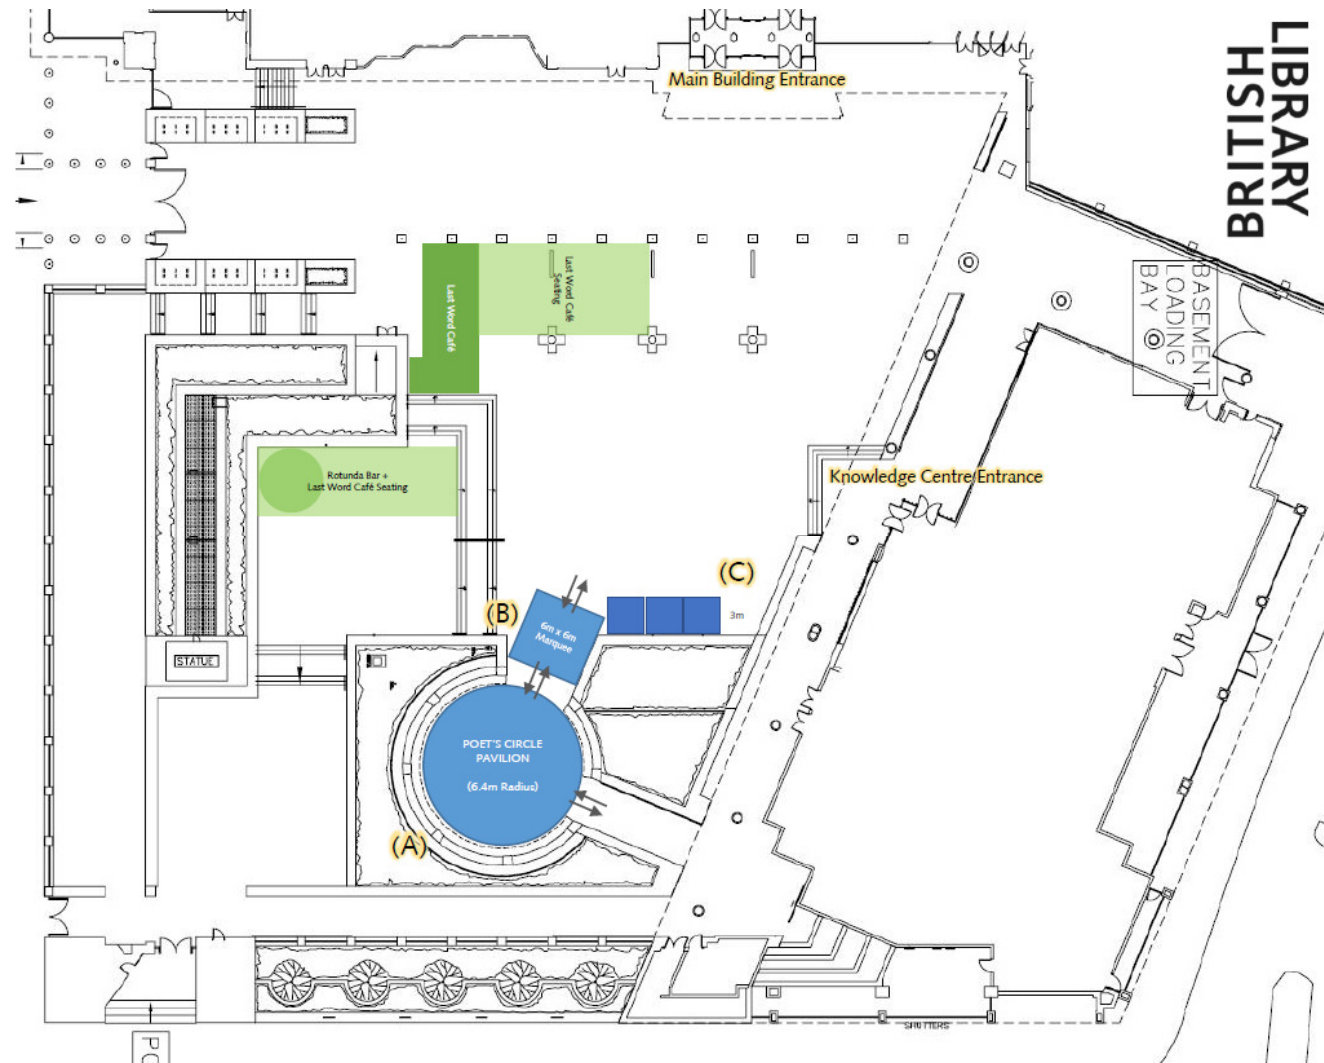 Main Building Entrance
BRITISH
LIBRARY
Last Word Café
Last Word Café
Seating
BASEMENT
LOADING
BAY
Rotunda Bar +
Last Word Café Seating
Knowledge Centre Entrance
(C)
3m
(B)
6m x 6m
Marquee
STATUE
POET'S CIRCLE
PAVILION
(6.4m Radius)
(A)
SHUTTERS